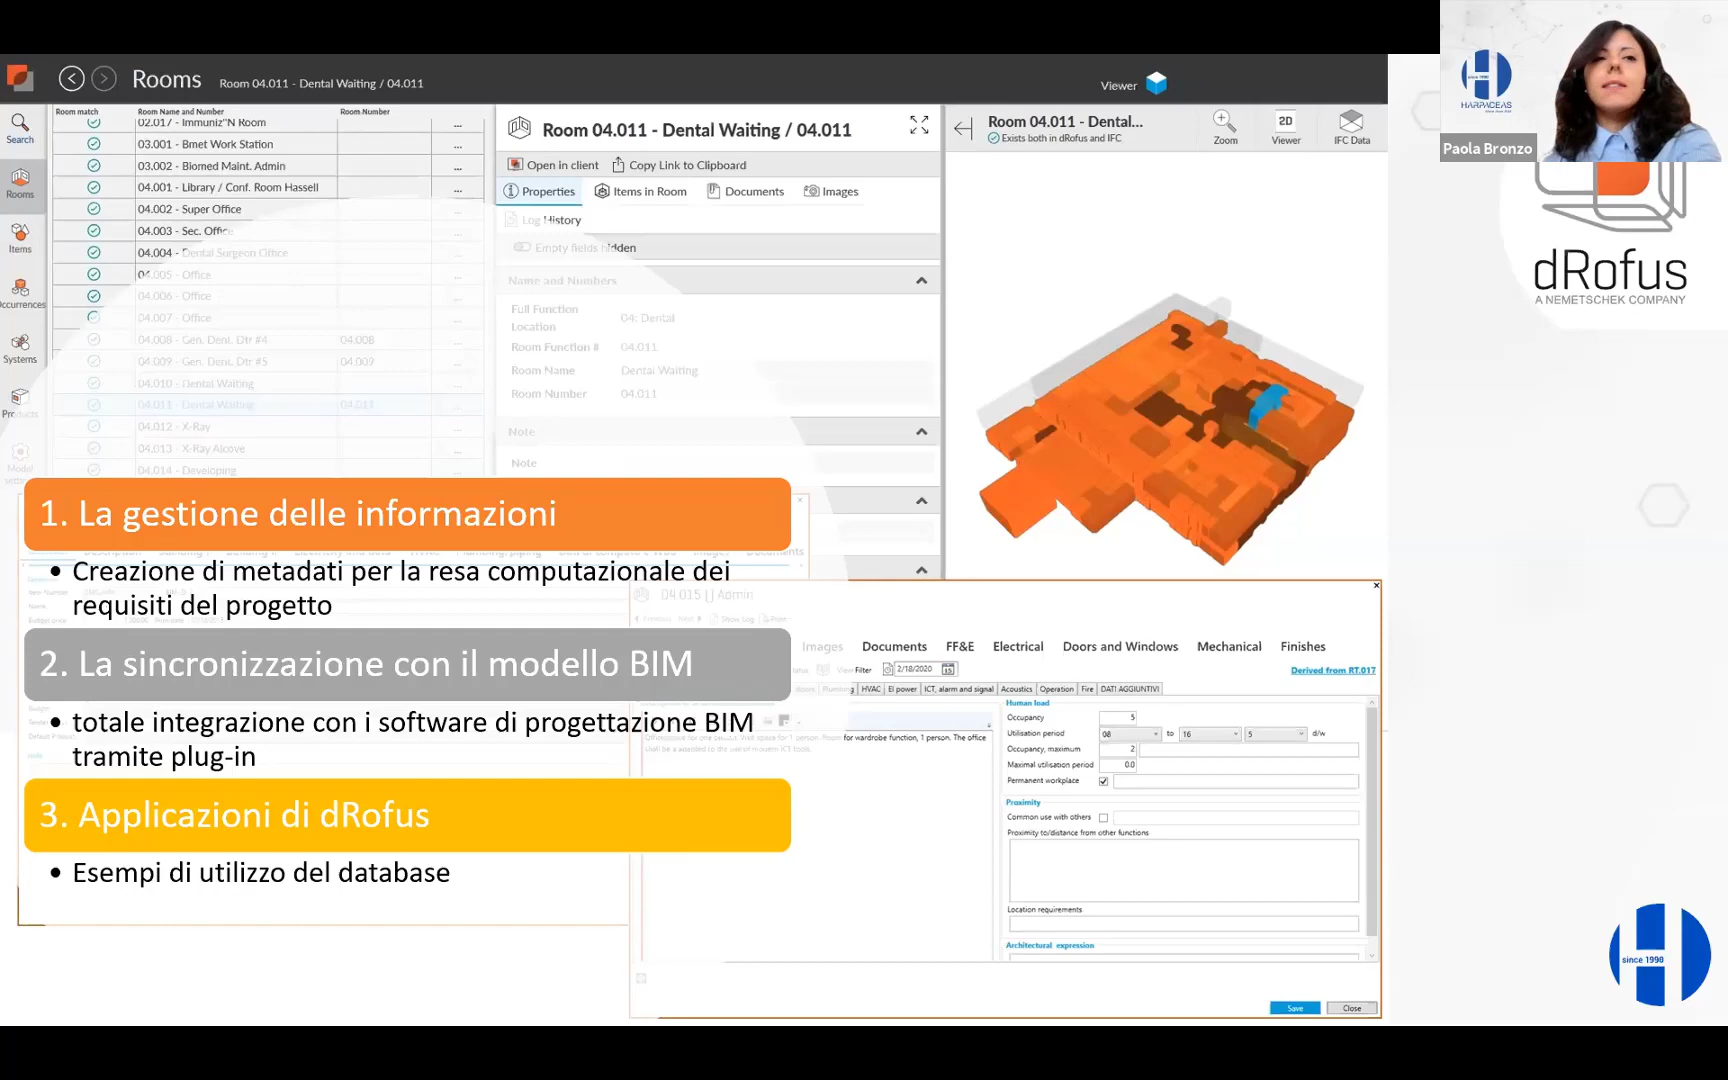 Rooms
Room 04.011 - Dental Waiting / 04.011
Viewer
since 1990
HARPACEAS
Paola Bronzo
Search
Rooms
Items
Occurrences
Systems
Room match
Room Name and Number
Room Number
02.017 - Immuniz"N Room
...
03.001 - Bmet Work Station
...
03.002 - Biomed Maint. Admin
...
04.001 - Library / Conf. Room Hassell
...
04.002 - Super Office
...
04.003 - Sec. Office
...
04.004 - Dental Surgeon Office
...
04.005 - Office
...
04.006 - Office
...
04.007 - Office
...
04.008 - Gen. Dent. Dtr #4
04.008
...
04.009 - Gen. Dent. Dtr #5
04.009
...
04.010 - Dental Waiting
...
04.011 - Dental Waiting
04.011
...
04.012 - X-Ray
...
04.013 - X-Ray Alcove
...
04.014 - Developing
...
Room 04.011 - Dental Waiting / 04.011
Open in client
Copy Link to Clipboard
Properties
Items in Room
Documents
Images
Log History
Empty fields hidden
Name and Numbers
Full Function Location
04: Dental
Room Function #
04.011
Room Name
Dental Waiting
Room Number
04.011
Note
Note
Room 04.011 - Dental...
Exists both in dRofus and IFC
Zoom
2D
Viewer
IFC Data
dRofus
A NEMETSCHEK COMPANY
1. La gestione delle informazioni
• Creazione di metadati per la resa computazionale dei
requisiti del progetto
2. La sincronizzazione con il modello BIM
• totale integrazione con i software di progettazione BIM
tramite plug-in
3. Applicazioni di dRofus
• Esempi di utilizzo del database
D4 015 [] Admin
Show Log
Print
Images
Documents
FF&E
Electrical
Doors and Windows
Mechanical
Finishes
Filter
2/18/2020
Derived from RT.017
HVAC
El power
ICT, alarm and signal
Acoustics
Operation
Fire
DATI AGGIUNTIVI
for wardrobe function, 1 person. The office
Human load
Occupancy
5
Utilisation period
08
to
16
5
d/w
Occupancy, maximum
2
Maximal utilisation period
0.0
Permanent workplace
Proximity
Common use with others
Proximity to/distance from other functions
Location requirements
Architectural expression
Save
Close
since 1990